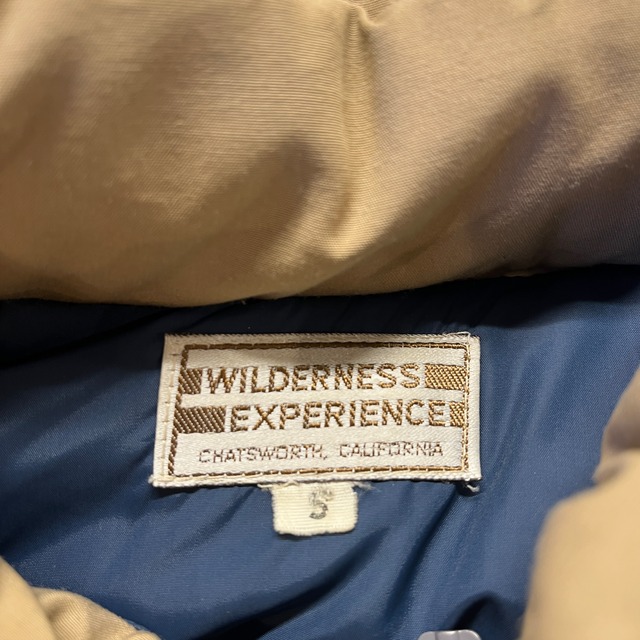 WILDERNESS
EXPERIENCE
CHATSWORTH, CALIFORNIA
S